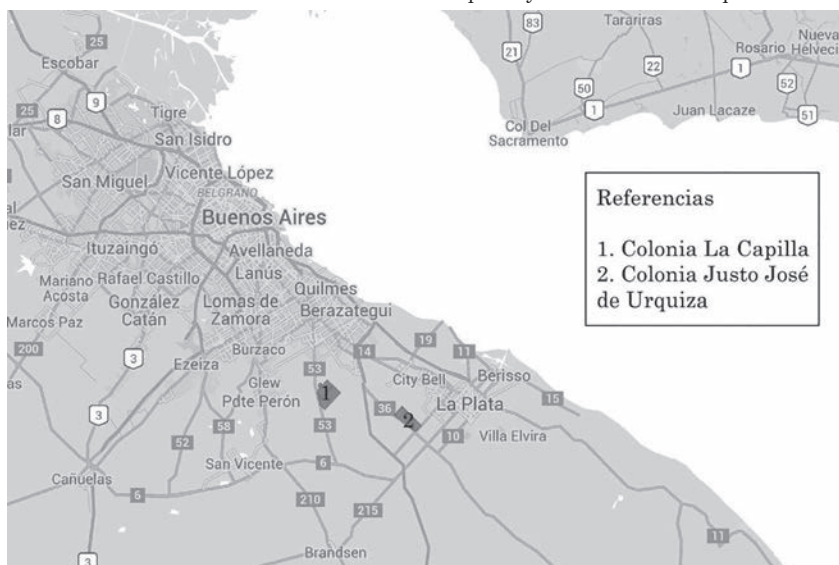 83
Tarariras
25
21
Nueva
Escobar
Rosario
Helvecia
22
1
9
50
52
25
8
Tigre
1
Juan Lacaze
51
San Isidro
Col Del
Sacramento
San Miguel
Vicente López
BELGRANO
Buenos Aires
Ituzaingó
Avellaneda
Mariano
Acosta
Rafael Castillo
Lanús
González
Catán
Lomas de
Zamora
Quilmes
Berazategui
Marcos Paz
200
3
Ezeiza
Burzaco
14
19
11
53
City Bell
Berisso
Glew
Pdte Perón
1
36
2
La Plata
15
3
58
53
52
10
Villa Elvira
San Vicente
6
Cañuelas
6
210
215
11
3
Brandsen
Referencias
1. Colonia La Capilla
2. Colonia Justo José
de Urquiza